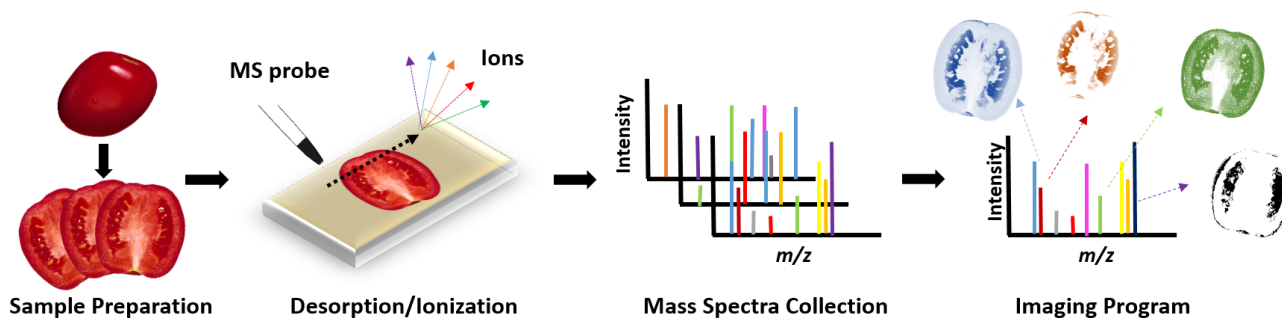 MS probe
Ions
Intensity
m/z
Intensity
m/z
Sample Preparation
Desorption/Ionization
Mass Spectra Collection
Imaging Program